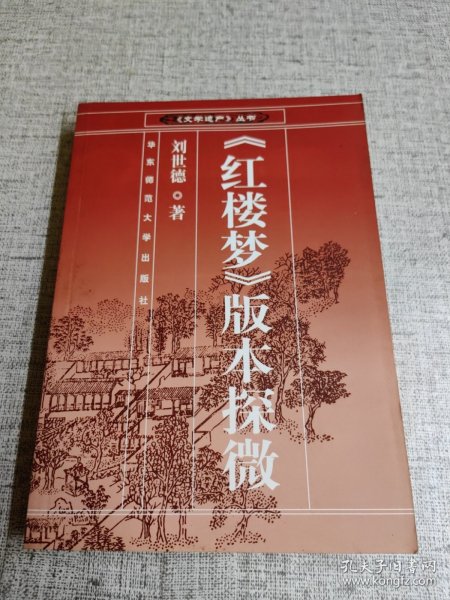 《文学遗产》丛书
《红楼梦》版本探微
刘世德 著
华东师范大学出版社
孔夫子旧书网
www.kongfz.com